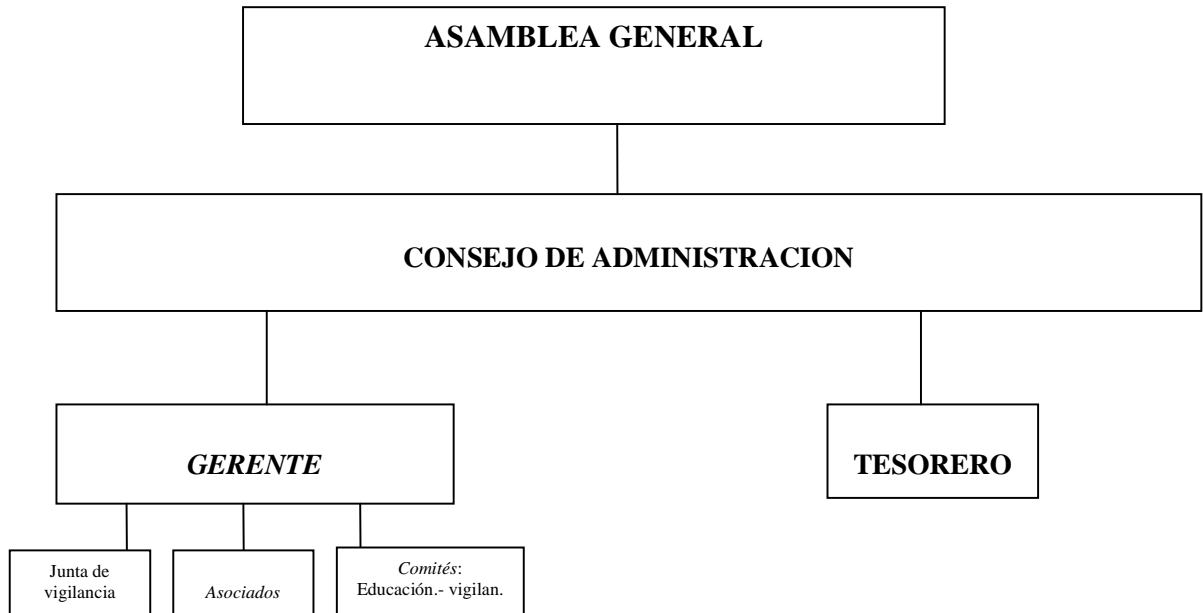 ASAMBLEA GENERAL
CONSEJO DE ADMINISTRACION
GERENTE
TESORERO
Junta de
vigilancia
Asociados
Comités:
Educación.- vigilan.